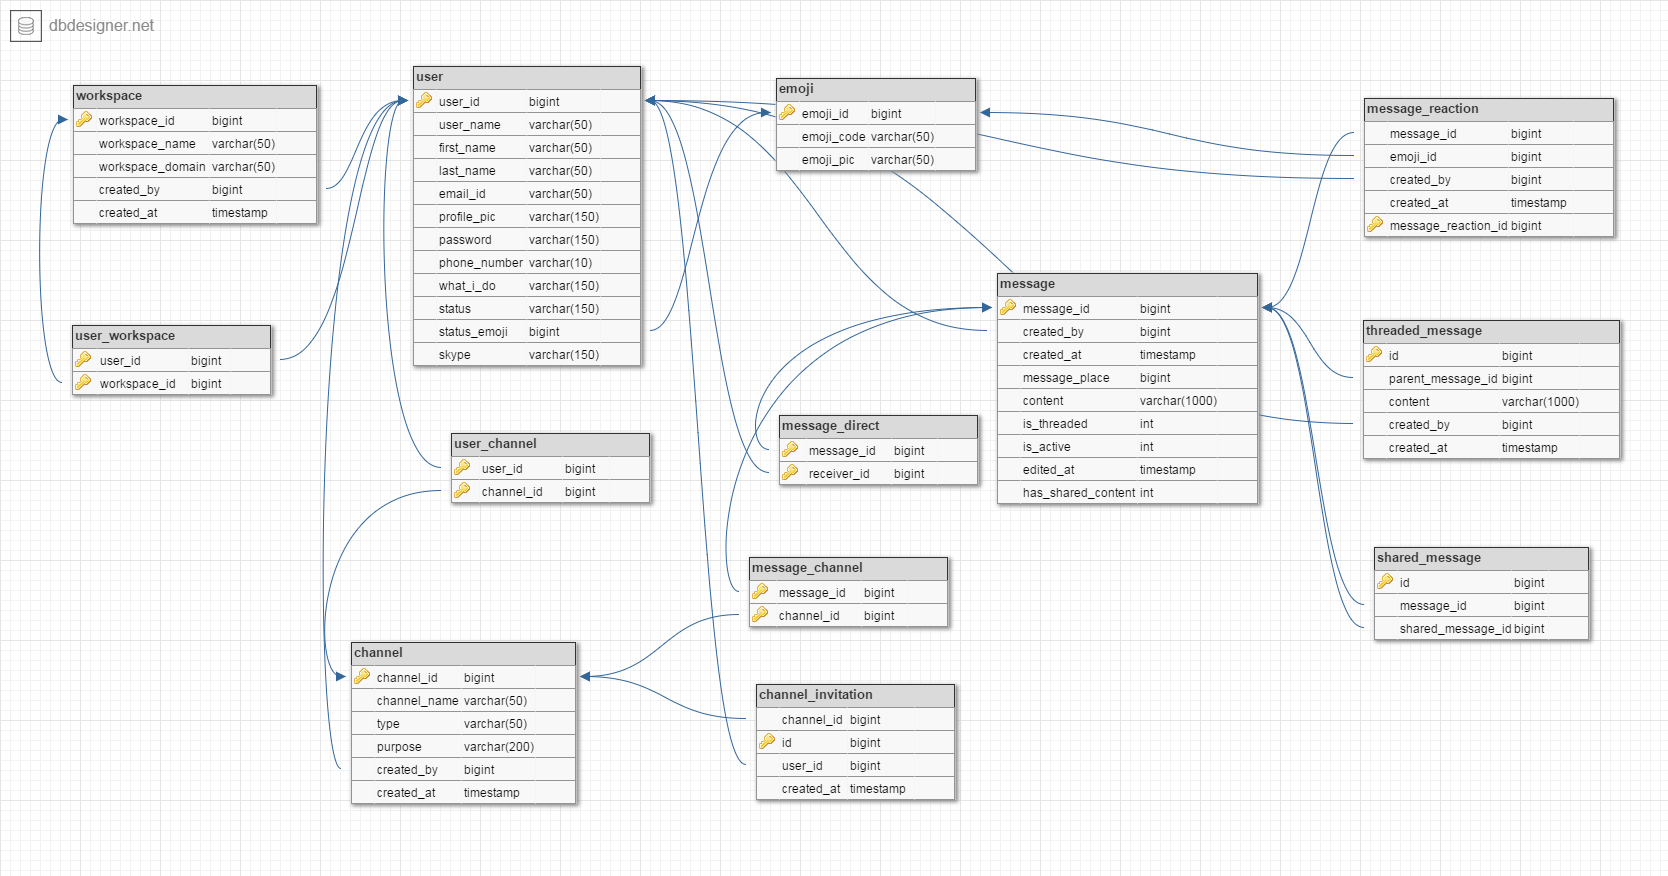 dbdesigner.net
workspace
workspace_id bigint
workspace_name varchar(50)
workspace_domain varchar(50)
created_by bigint
created_at timestamp
user
user_id bigint
user_name varchar(50)
first_name varchar(50)
last_name varchar(50)
email_id varchar(50)
profile_pic varchar(150)
password varchar(150)
phone_number varchar(10)
what_i_do varchar(150)
status varchar(150)
status_emoji bigint
skype varchar(150)
emoji
emoji_id bigint
emoji_code varchar(50)
emoji_pic varchar(50)
message_reaction
message_id bigint
emoji_id bigint
created_by bigint
created_at timestamp
message_reaction_id bigint
user_workspace
user_id bigint
workspace_id bigint
message
message_id bigint
created_by bigint
created_at timestamp
message_place bigint
content varchar(1000)
is_threaded int
is_active int
edited_at timestamp
has_shared_content int
threaded_message
id bigint
parent_message_id bigint
content varchar(1000)
created_by bigint
created_at timestamp
user_channel
user_id bigint
channel_id bigint
message_direct
message_id bigint
receiver_id bigint
message_channel
message_id bigint
channel_id bigint
shared_message
id bigint
message_id bigint
shared_message_id bigint
channel
channel_id bigint
channel_name varchar(50)
type varchar(50)
purpose varchar(200)
created_by bigint
created_at timestamp
channel_invitation
channel_id bigint
id bigint
user_id bigint
created_at timestamp